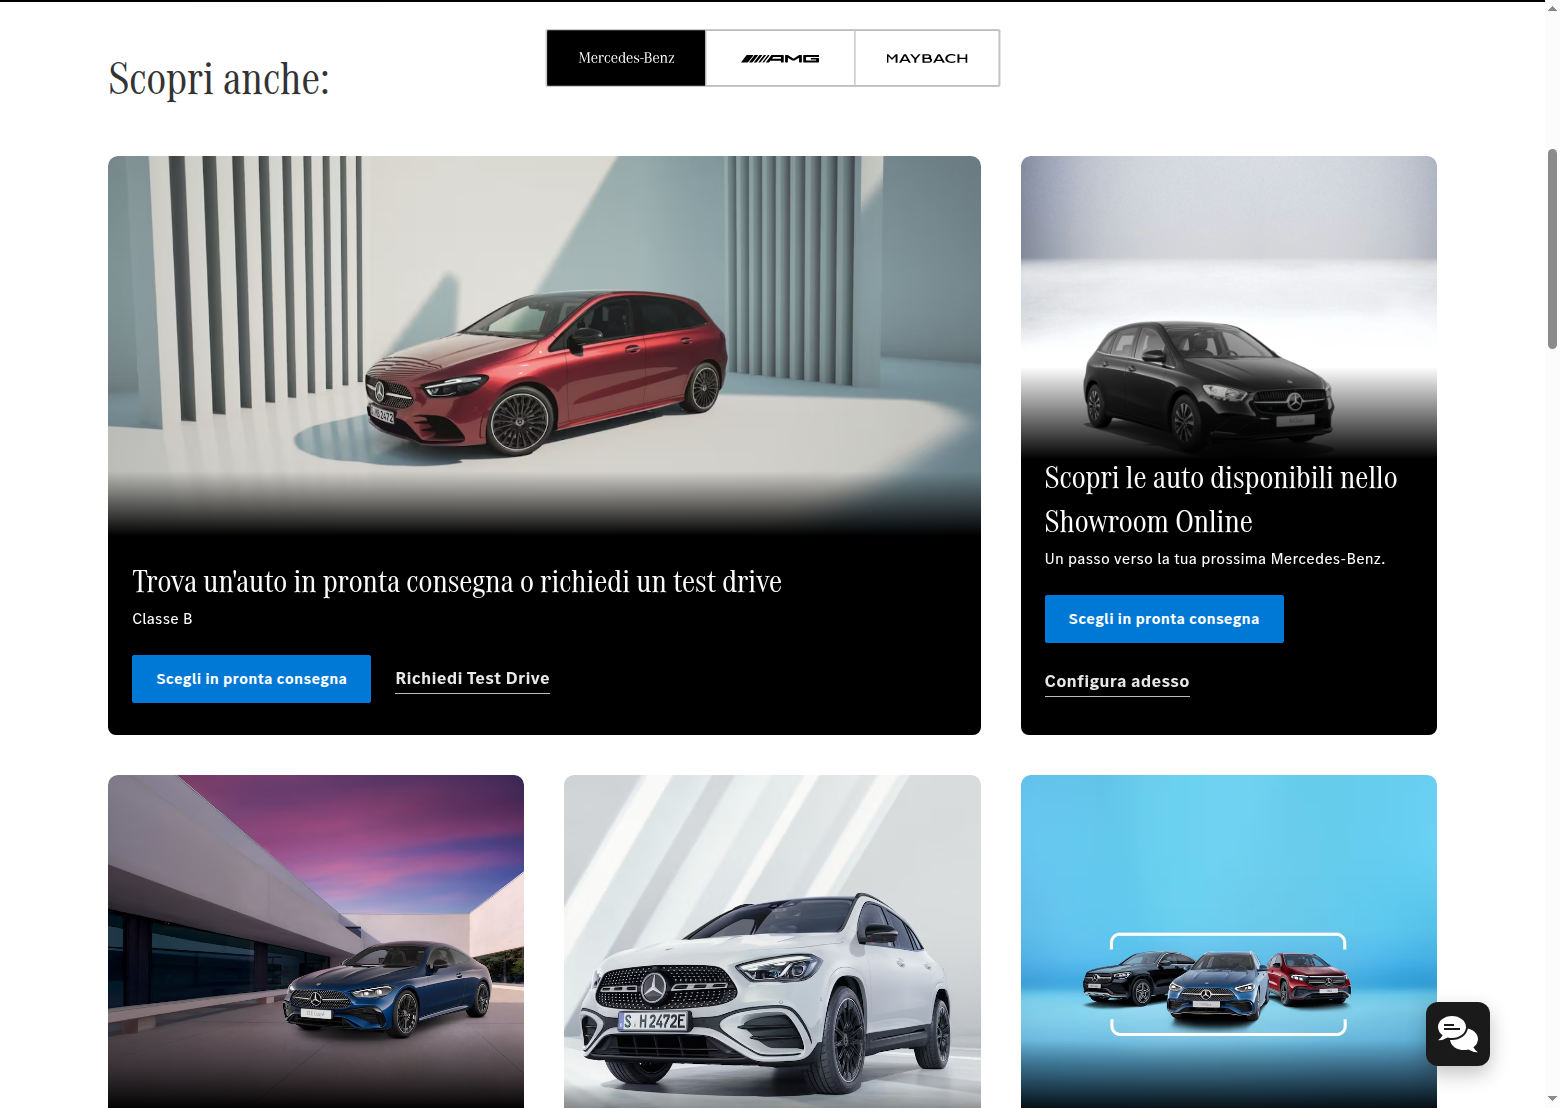 Mercedes-Benz
AMG
MAYBACH
Scopri anche:
Trova un'auto in pronta consegna o richiedi un test drive
Classe B
Scegli in pronta consegna
Richiedi Test Drive
Scopri le auto disponibili nello
Showroom Online
Un passo verso la tua prossima Mercedes-Benz.
Scegli in pronta consegna
Configura adesso
S H 2472E